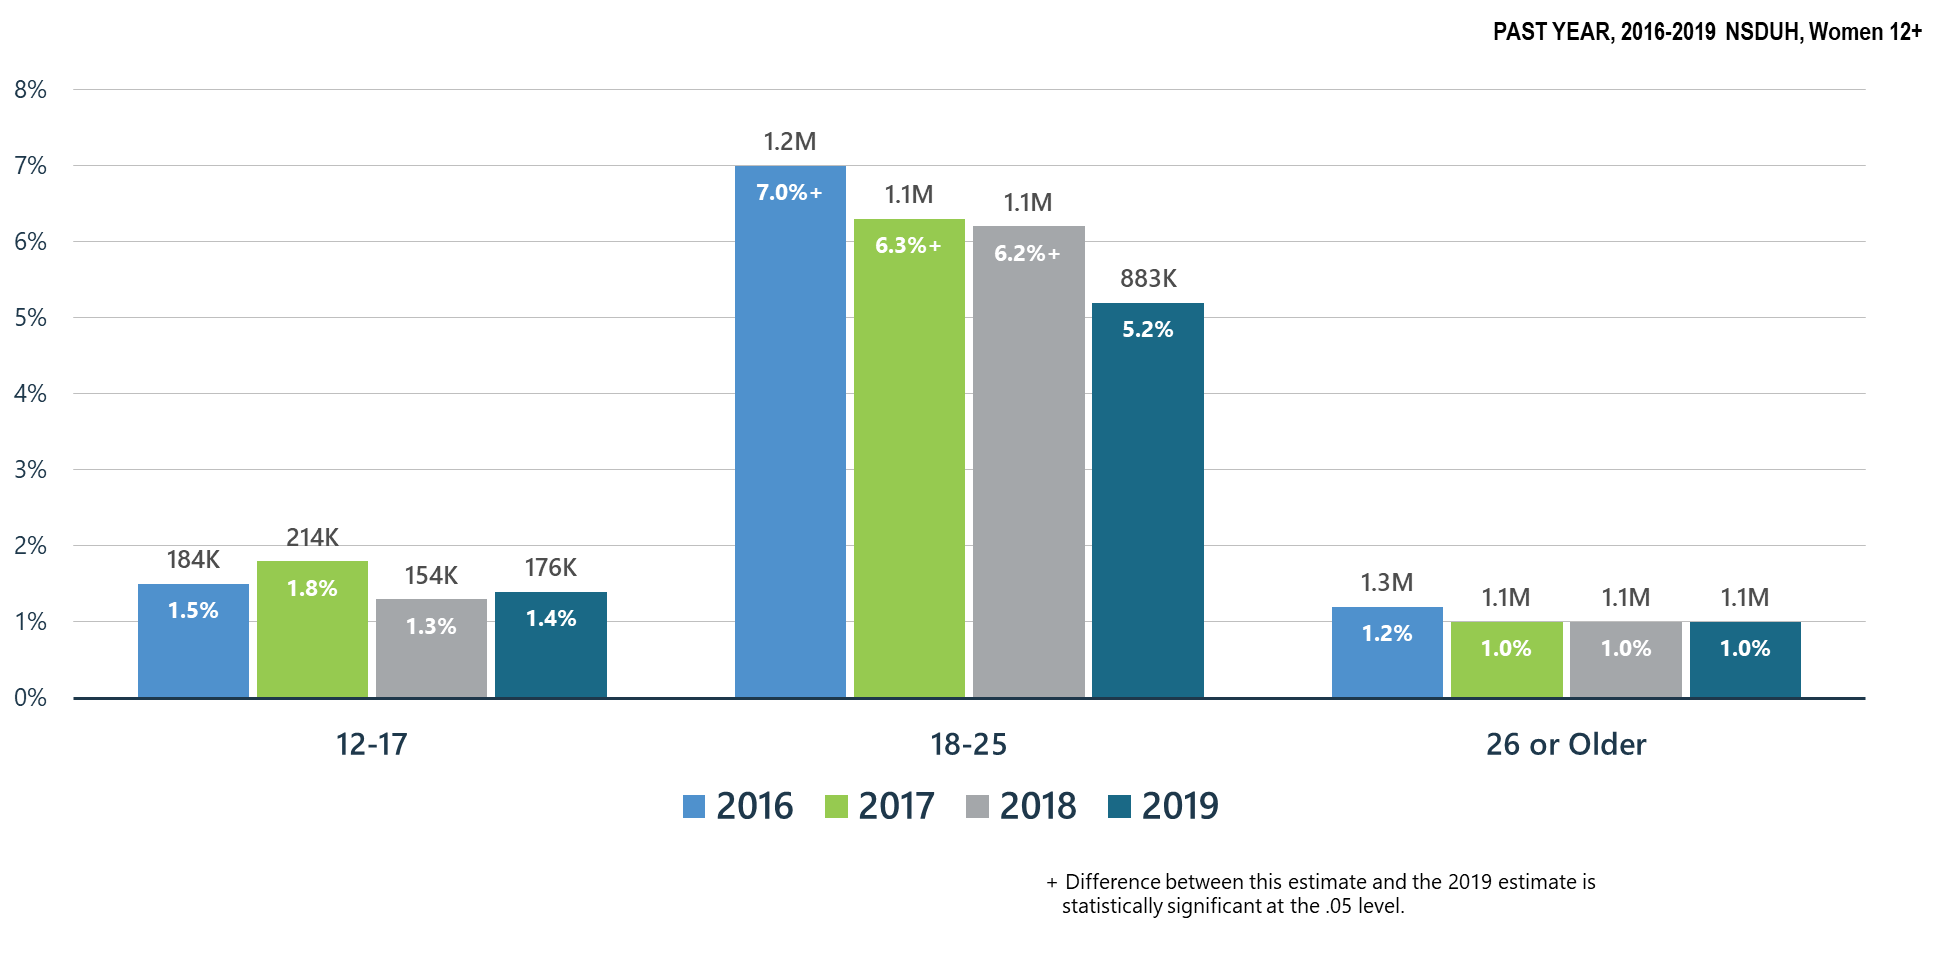 PAST YEAR, 2016-2019 NSDUH, Women 12+
8%
7%
6%
5%
4%
3%
2%
1%
0%
184K
1.5%
214K
1.8%
154K
1.3%
176K
1.4%
1.2M
7.0%+
1.1M
6.3%+
1.1M
6.2%+
883K
5.2%
1.3M
1.2%
1.1M
1.0%
1.1M
1.0%
1.1M
1.0%
12-17
18-25
26 or Older
2016 2017 2018 2019
+ Difference between this estimate and the 2019 estimate is
statistically significant at the .05 level.